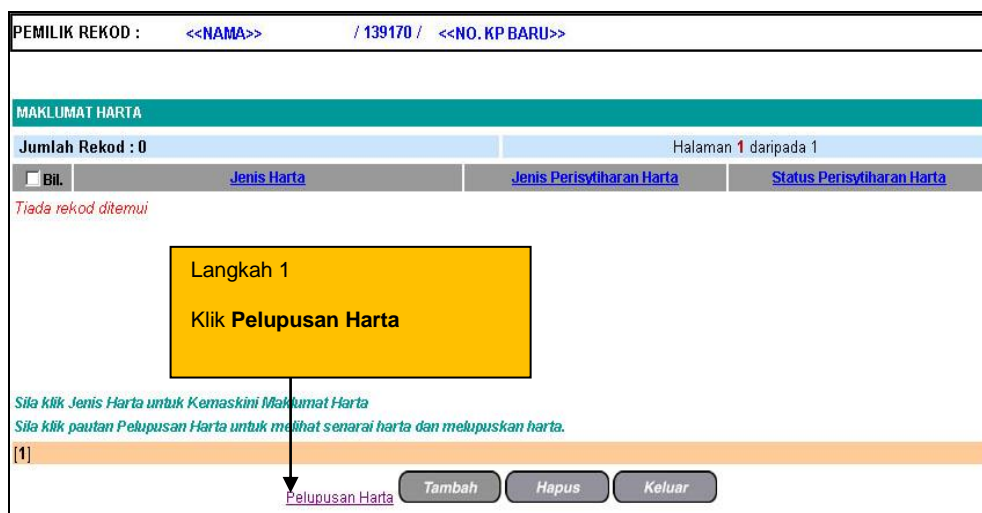 PEMILIK REKOD : <<NAMA>> / 139170 / <<NO. KP BARU>>
MAKLUMAT HARTA
Jumlah Rekod : 0 Halaman 1 daripada 1
Bil. Jenis Harta Jenis Perisytiharan Harta Status Perisytiharan Harta
Tiada rekod ditemui
Langkah 1
Klik Pelupusan Harta
Sila klik Jenis Harta untuk Kemaskini Maklumat Harta
Sila klik pautan Pelupusan Harta untuk melihat senarai harta dan melupuskan harta.
[1]
Pelupusan Harta Tambah Hapus Keluar